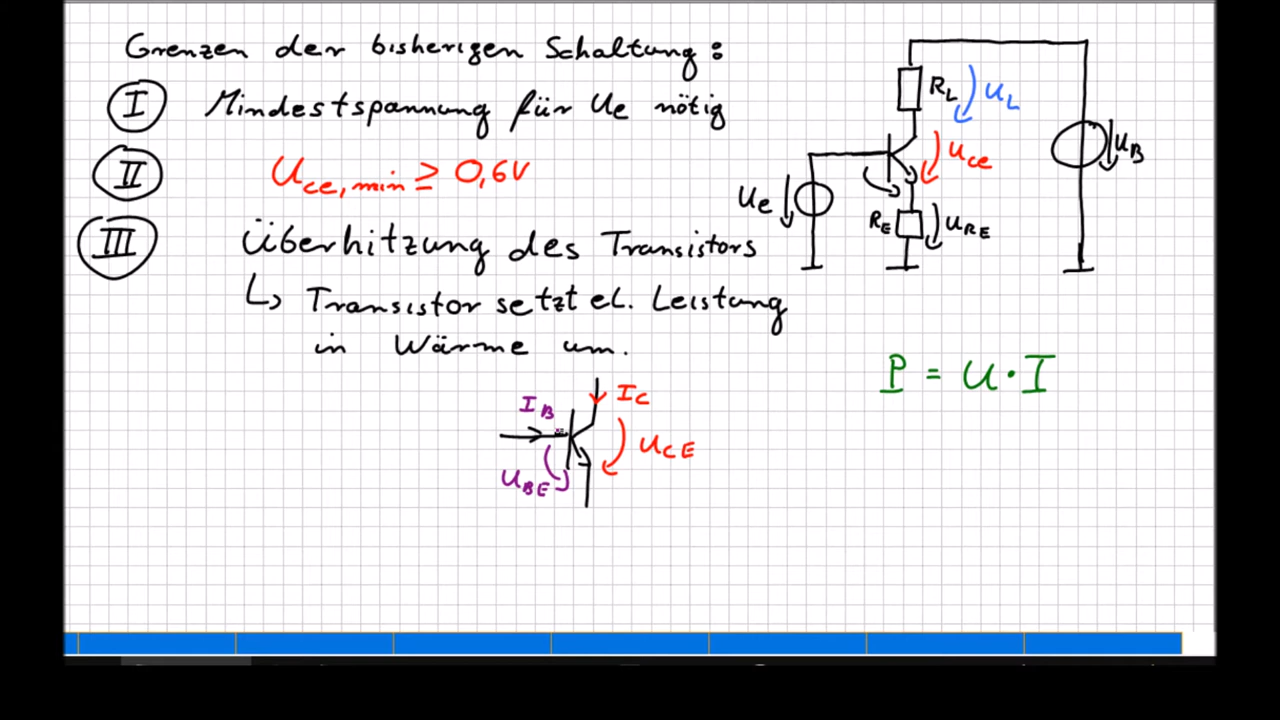 Grenzen der bisherigen Schaltung:
I Mindestspannung für Ue nötig
II Uce, min ≥ 0,6V
III Überhitzung des Transistors
↳ Transistor setzt el. Leistung
in Wärme um.
RL UL
Uce
UB
Ue
RE URE
P = U · I
IB IC
UBE UCE